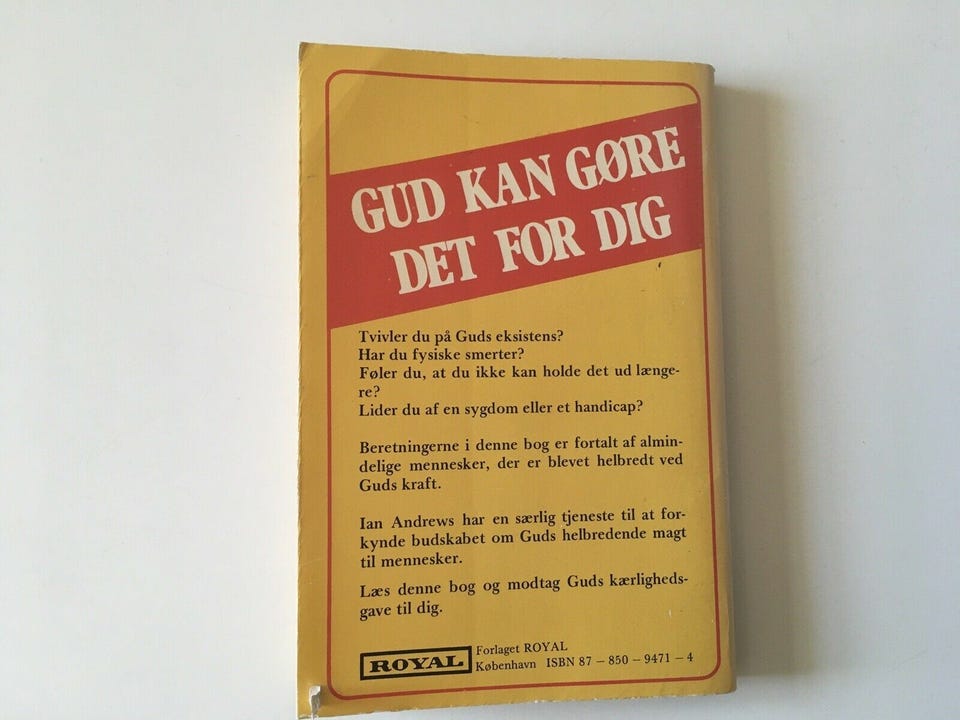 GUD KAN GØRE
DET FOR DIG
Tvivler du på Guds eksistens?
Har du fysiske smerter?
Føler du, at du ikke kan holde det ud længe-
re?
Lider du af en sygdom eller et handicap?
Beretningerne i denne bog er fortalt af almin-
delige mennesker, der er blevet helbredt ved
Guds kraft.
Ian Andrews har en særlig tjeneste til at for-
kynde budskabet om Guds helbredende magt
til mennesker.
Læs denne bog og modtag Guds kærligheds-
gave til dig.
ROYAL
Forlaget ROYAL
København ISBN 87 – 850 – 9471 – 4